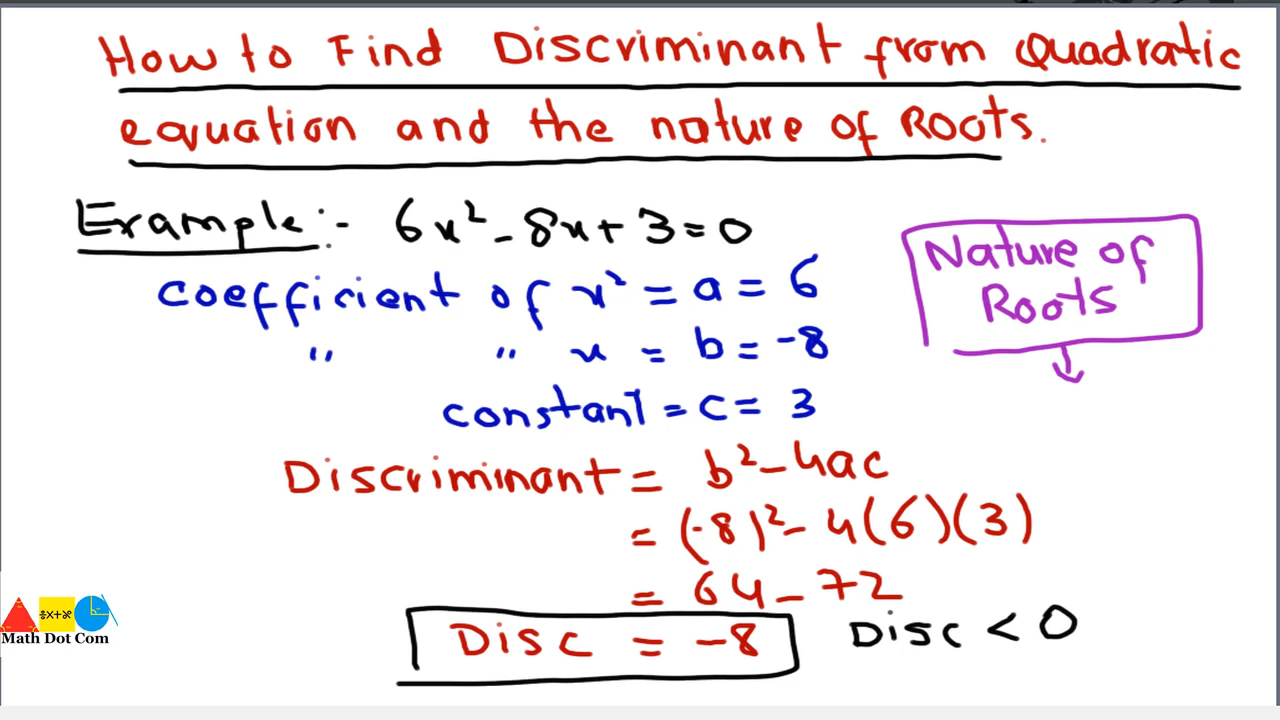 How to Find Discriminant from Quadratic
equation and the nature of Roots.
Example:- 6x² - 8x + 3 = 0
Nature of
Roots
coefficient of x² = a = 6
" " x = b = -8
constant = c = 3
Discriminant = b² - 4ac
= (-8)² - 4(6)(3)
= 64 - 72
Disc = -8
Disc < 0
Math Dot Com